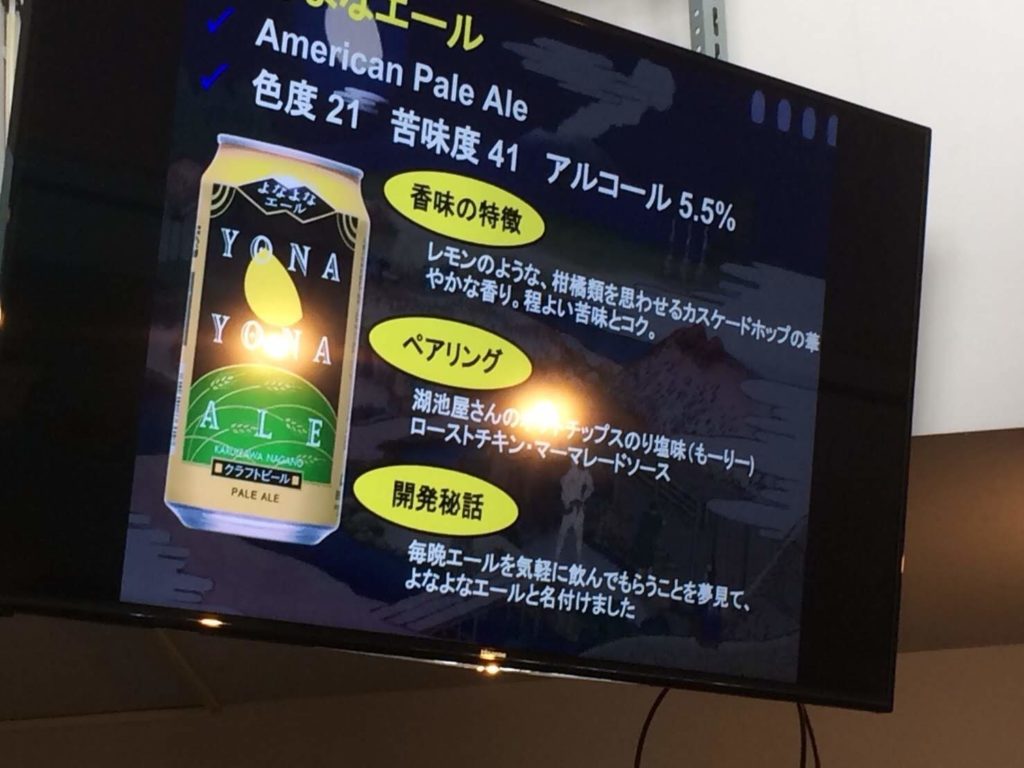 よなエール
American Pale Ale
色度 21 苦味度 41 アルコール 5.5%
よなよな
エール
YONA
YONA
ALE
KARUIZAWA NAGANO
クラフトビール
PALE ALE
香味の特徴
レモンのような、柑橘類を思わせるカスケードホップの華
やかな香り。程よい苦味とコク。
ペアリング
湖池屋さんの チップスのり塩味(もーりー)
ローストチキン・マーマレードソース
開発秘話
毎晩エールを気軽に飲んでもらうことを夢見て、
よなよなエールと名付けました
Hisense